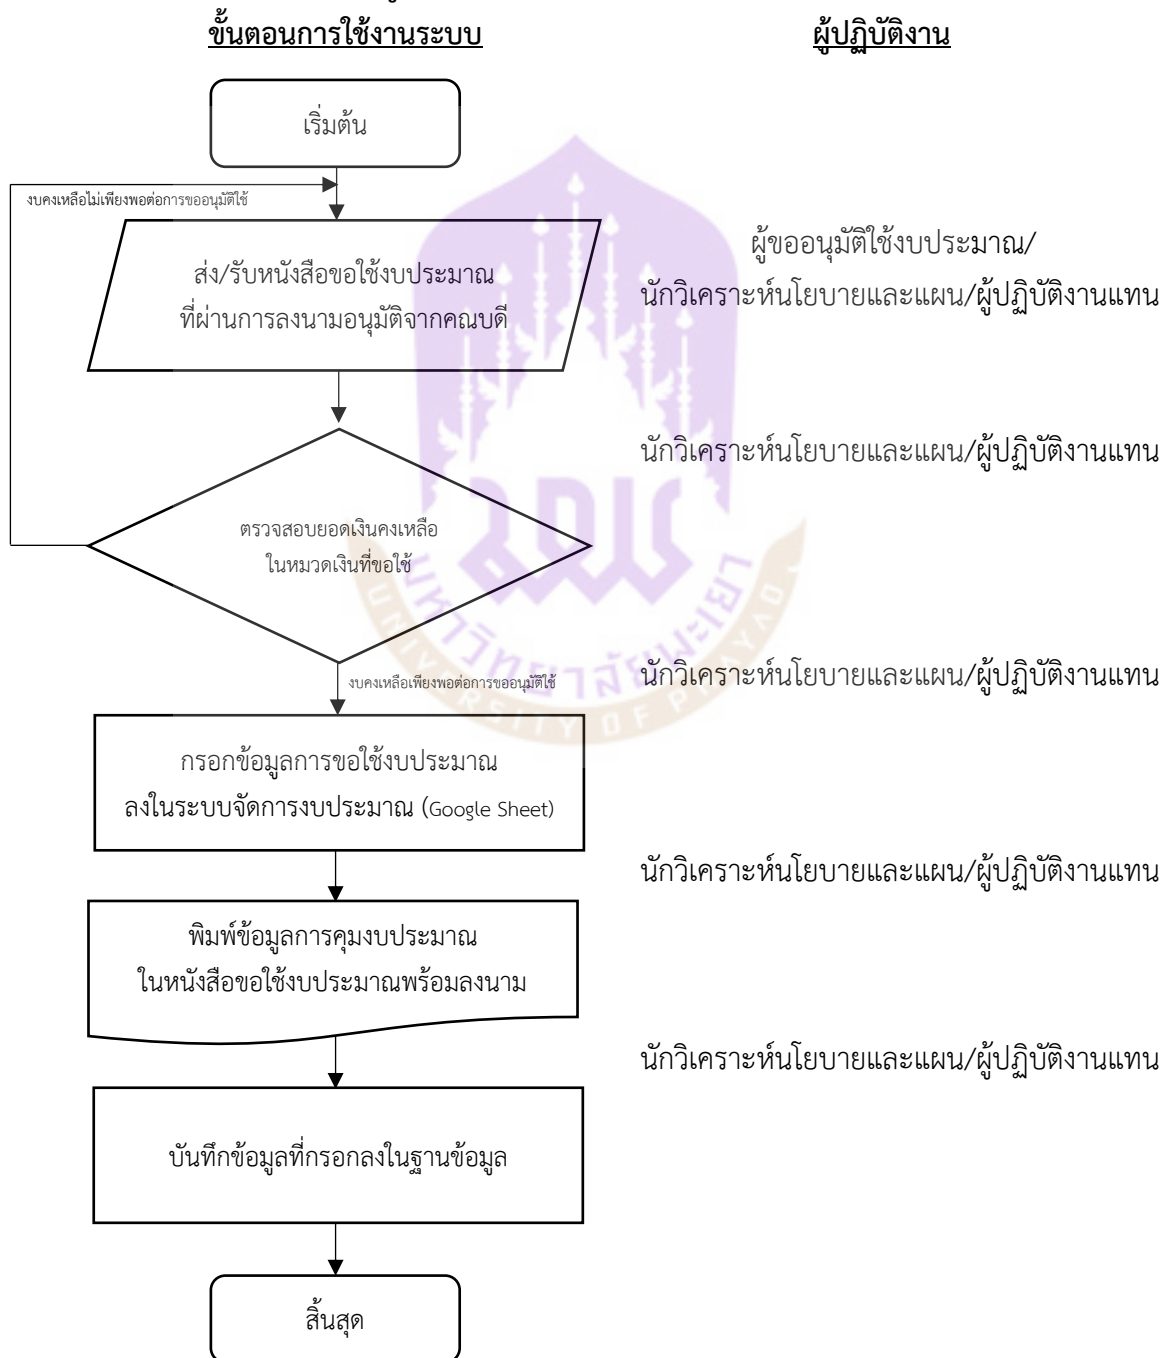 ขั้นตอนการใช้งานระบบ
ผู้ปฏิบัติงาน
เริ่มต้น
งบคงเหลือไม่เพียงพอต่อการขออนุมัติใช้
ส่ง/รับหนังสือขอใช้งบประมาณ
ที่ผ่านการลงนามอนุมัติจากคณบดี
ผู้ขออนุมัติใช้งบประมาณ/
นักวิเคราะห์นโยบายและแผน/ผู้ปฏิบัติงานแทน
นักวิเคราะห์นโยบายและแผน/ผู้ปฏิบัติงานแทน
ตรวจสอบยอดเงินคงเหลือ
ในหมวดเงินที่ขอใช้
มหาวิทยาลัยพะเยา
UNIVERSITY OF PHAYAO
งบคงเหลือเพียงพอต่อการขออนุมัติใช้
นักวิเคราะห์นโยบายและแผน/ผู้ปฏิบัติงานแทน
กรอกข้อมูลการขอใช้งบประมาณ
ลงในระบบจัดการงบประมาณ (Google Sheet)
นักวิเคราะห์นโยบายและแผน/ผู้ปฏิบัติงานแทน
พิมพ์ข้อมูลการคุมงบประมาณ
ในหนังสือขอใช้งบประมาณพร้อมลงนาม
นักวิเคราะห์นโยบายและแผน/ผู้ปฏิบัติงานแทน
บันทึกข้อมูลที่กรอกลงในฐานข้อมูล
สิ้นสุด